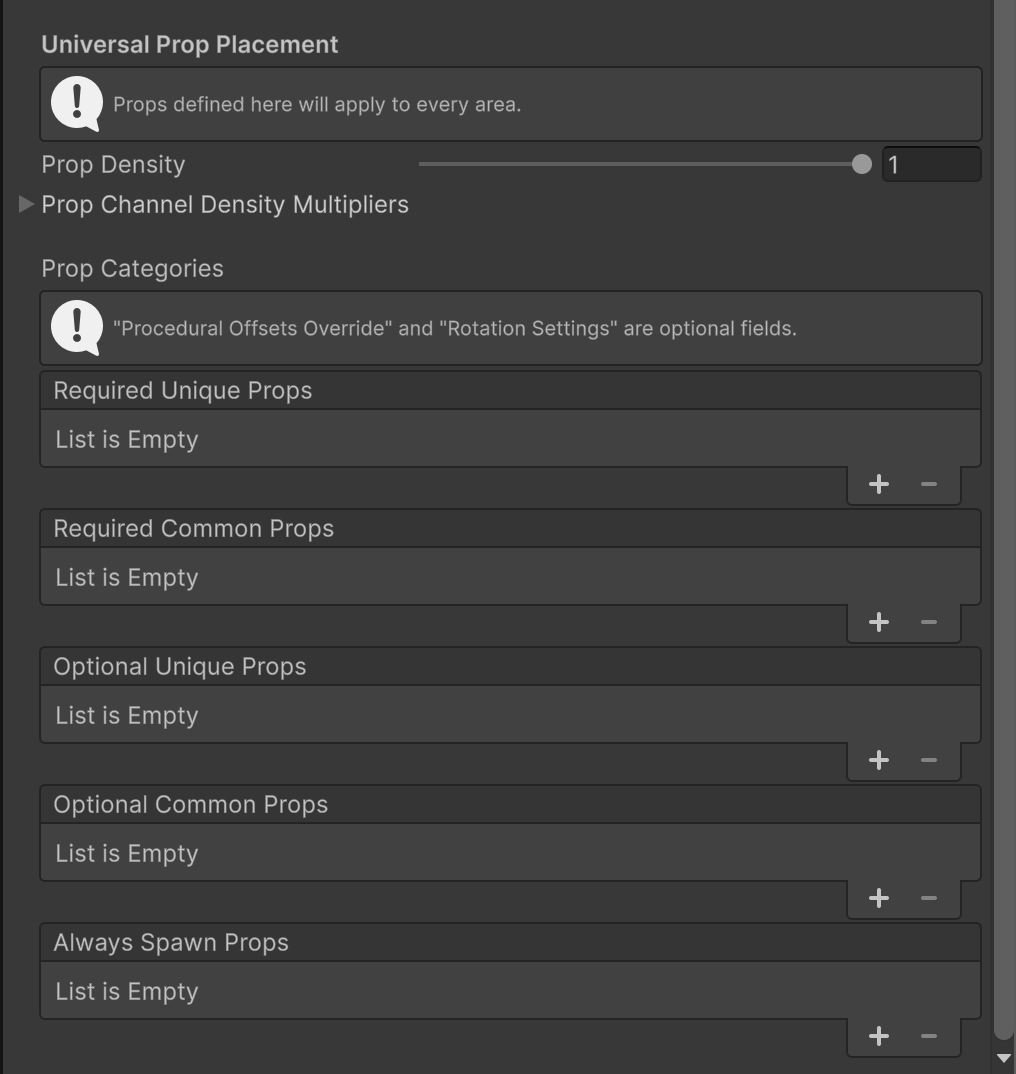 Universal Prop Placement
Props defined here will apply to every area.
Prop Density
1
Prop Channel Density Multipliers
Prop Categories
"Procedural Offsets Override" and "Rotation Settings" are optional fields.
Required Unique Props
List is Empty
Required Common Props
List is Empty
Optional Unique Props
List is Empty
Optional Common Props
List is Empty
Always Spawn Props
List is Empty